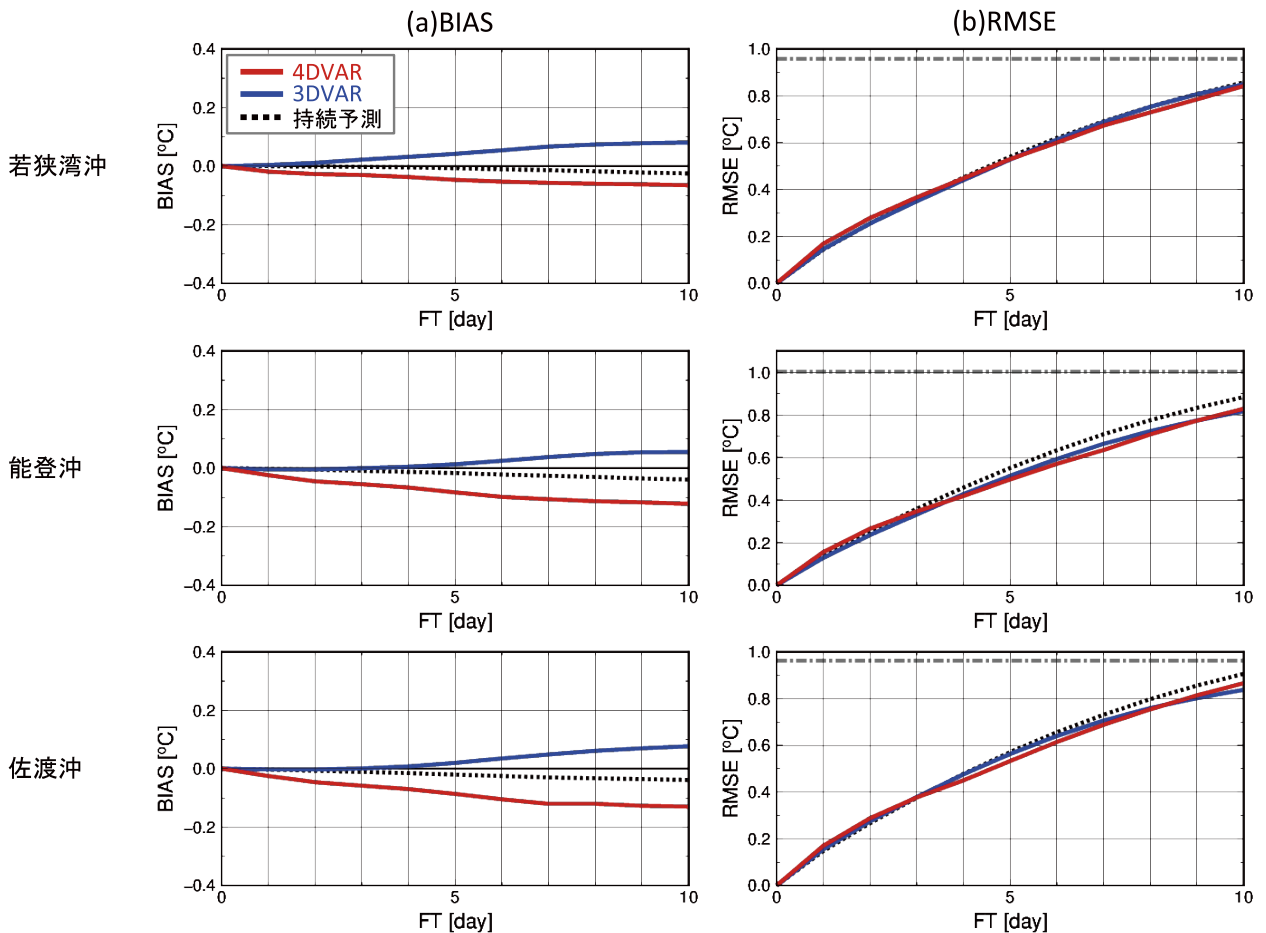 (a)BIAS
(b)RMSE
若狭湾沖
BIAS [ºC]
0.4
0.2
0.0
−0.2
−0.4
4DVAR
3DVAR
持続予測
0
5
10
FT [day]
RMSE [ºC]
1.0
0.8
0.6
0.4
0.2
0.0
0
5
10
FT [day]
能登沖
BIAS [ºC]
0.4
0.2
0.0
−0.2
−0.4
0
5
10
FT [day]
RMSE [ºC]
1.0
0.8
0.6
0.4
0.2
0.0
0
5
10
FT [day]
佐渡沖
BIAS [ºC]
0.4
0.2
0.0
−0.2
−0.4
0
5
10
FT [day]
RMSE [ºC]
1.0
0.8
0.6
0.4
0.2
0.0
0
5
10
FT [day]